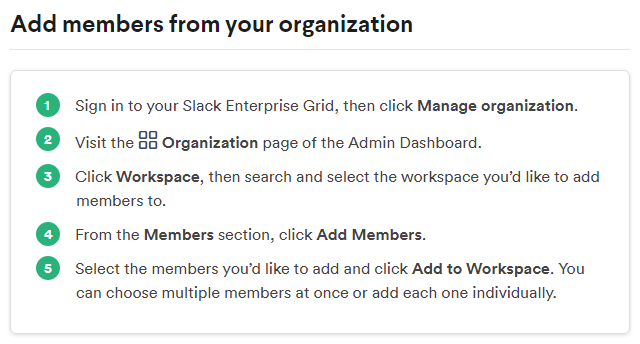 Add members from your organization
1 Sign in to your Slack Enterprise Grid, then click Manage organization.
2 Visit the Organization page of the Admin Dashboard.
3 Click Workspace, then search and select the workspace you’d like to add
members to.
4 From the Members section, click Add Members.
5 Select the members you’d like to add and click Add to Workspace. You
can choose multiple members at once or add each one individually.